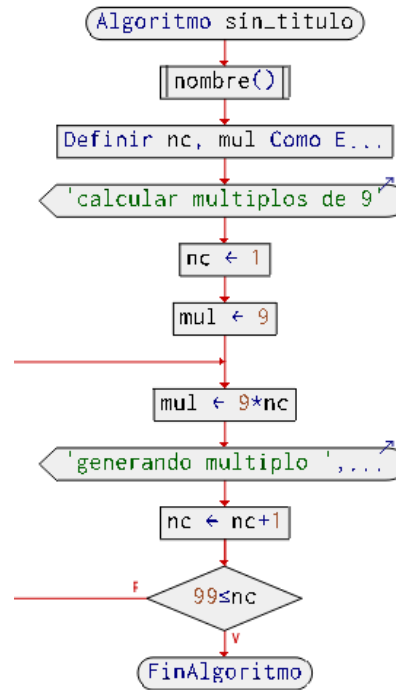 Algoritmo sin_titulo
nombre()
Definir nc, mul Como E...
'calcular multiplos de 9'
nc ← 1
mul ← 9
mul ← 9*nc
'generando multiplo ',...
nc ← nc+1
F
99≤nc
V
FinAlgoritmo